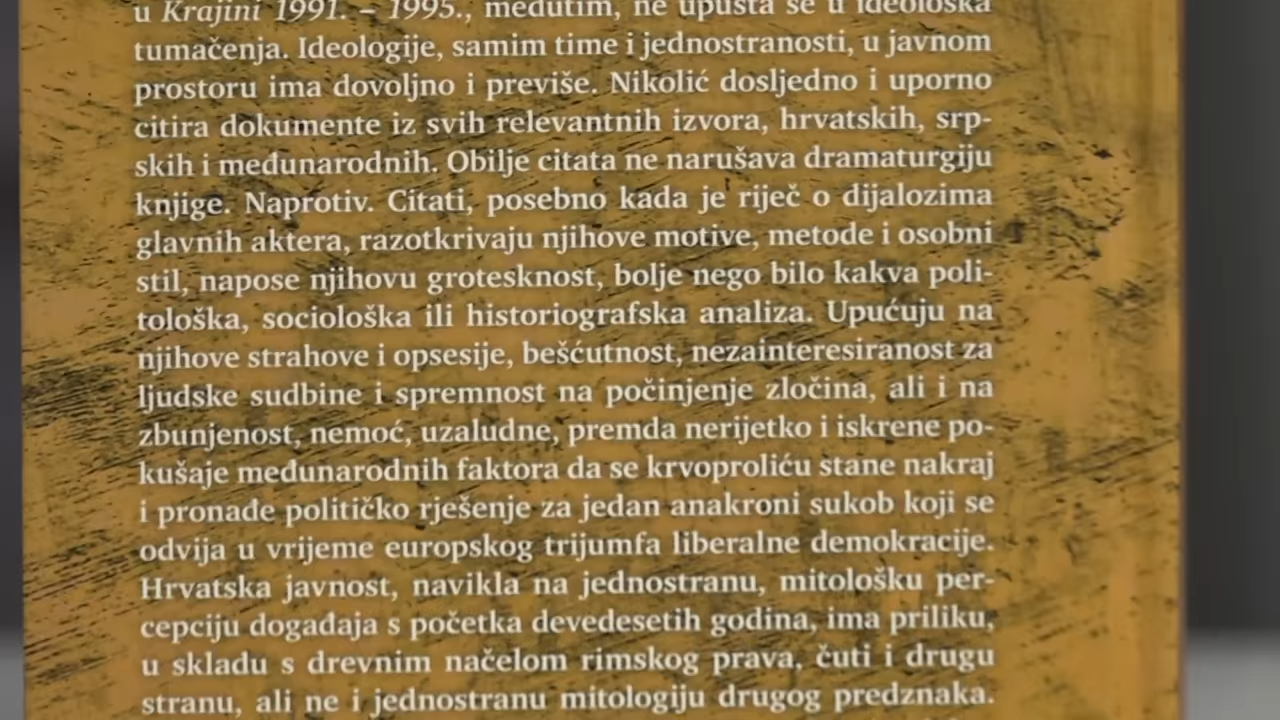 u Krajini 1991. – 1995., međutim, ne upušta se u ideološka
tumačenja. Ideologije, samim time i jednostranosti, u javnom
prostoru ima dovoljno i previše. Nikolić dosljedno i uporno
citira dokumente iz svih relevantnih izvora, hrvatskih, srp-
skih i međunarodnih. Obilje citata ne narušava dramaturgiju
knjige. Naprotiv. Citati, posebno kada je riječ o dijalozima
glavnih aktera, razotkrivaju njihove motive, metode i osobni
stil, napose njihovu grotesknost, bolje nego bilo kakva poli-
tološka, sociološka ili historiografska analiza. Upućuju na
njihove strahove i opsesije, bešćutnost, nezainteresiranost za
ljudske sudbine i spremnost na počinjenje zločina, ali i na
zbunjenost, nemoć, uzaludne, premda nerijetko i iskrene po-
kušaje međunarodnih faktora da se krvoproliću stane nakraj
i pronađe političko rješenje za jedan anakroni sukob koji se
odvija u vrijeme europskog trijumfa liberalne demokracije.
Hrvatska javnost, navikla na jednostranu, mitološku per-
cepciju događaja s početka devedesetih godina, ima priliku,
u skladu s drevnim načelom rimskog prava, čuti i drugu
stranu, ali ne i jednostranu mitologiju drugog predznaka.